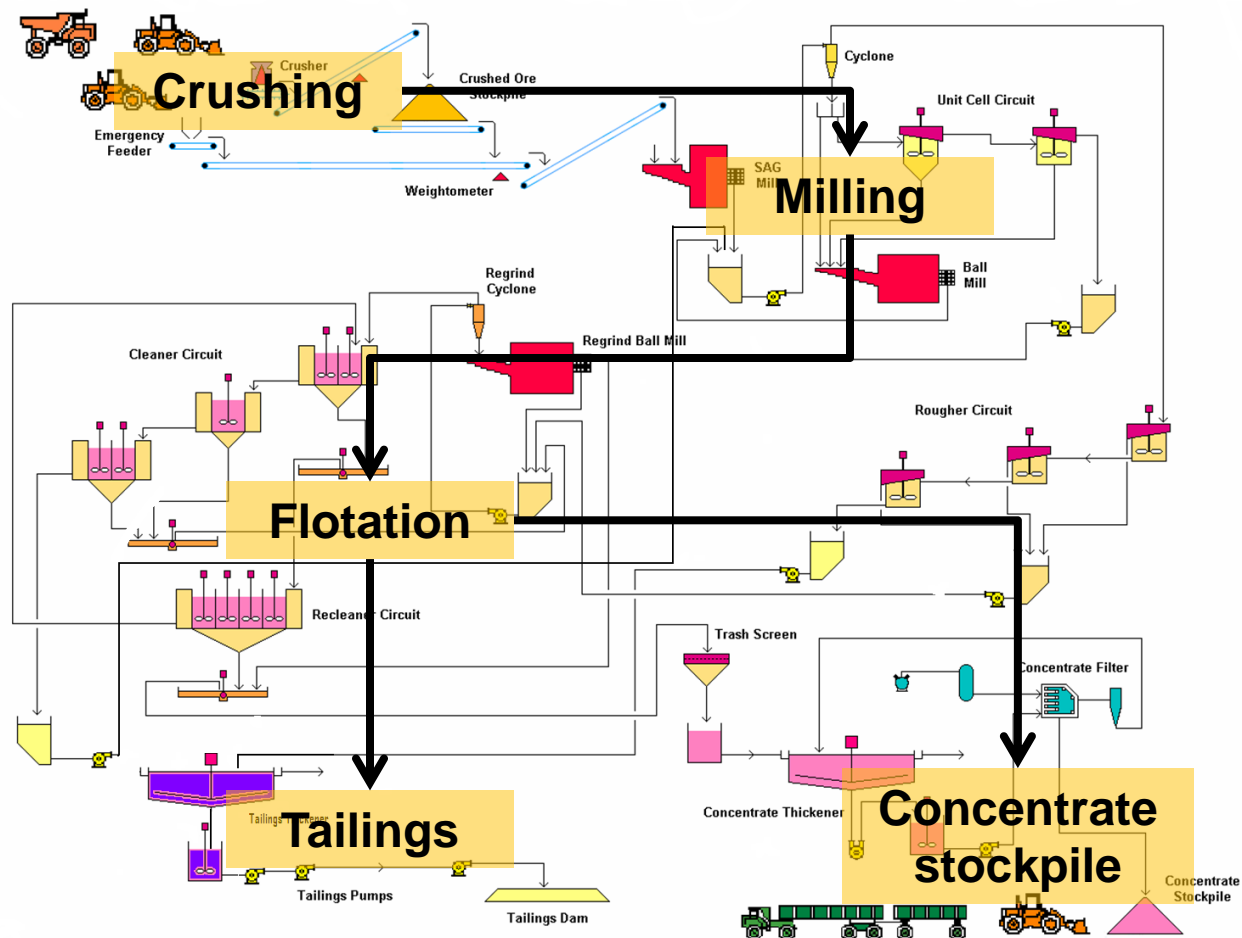 Crusher
Crushing
Crushed Ore
Stockpile
Cyclone
Unit Cell Circuit
Emergency
Feeder
Weightometer
SAG
Mill
Milling
Ball
Mill
Regrind
Cyclone
Regrind Ball Mill
Cleaner Circuit
Rougher Circuit
Flotation
Recleaner Circuit
Trash Screen
Concentrate Filter
Concentrate Thickener
Concentrate
stockpile
Tailings Thickener
Tailings
Tailings Pumps
Tailings Dam
Concentrate
Stockpile